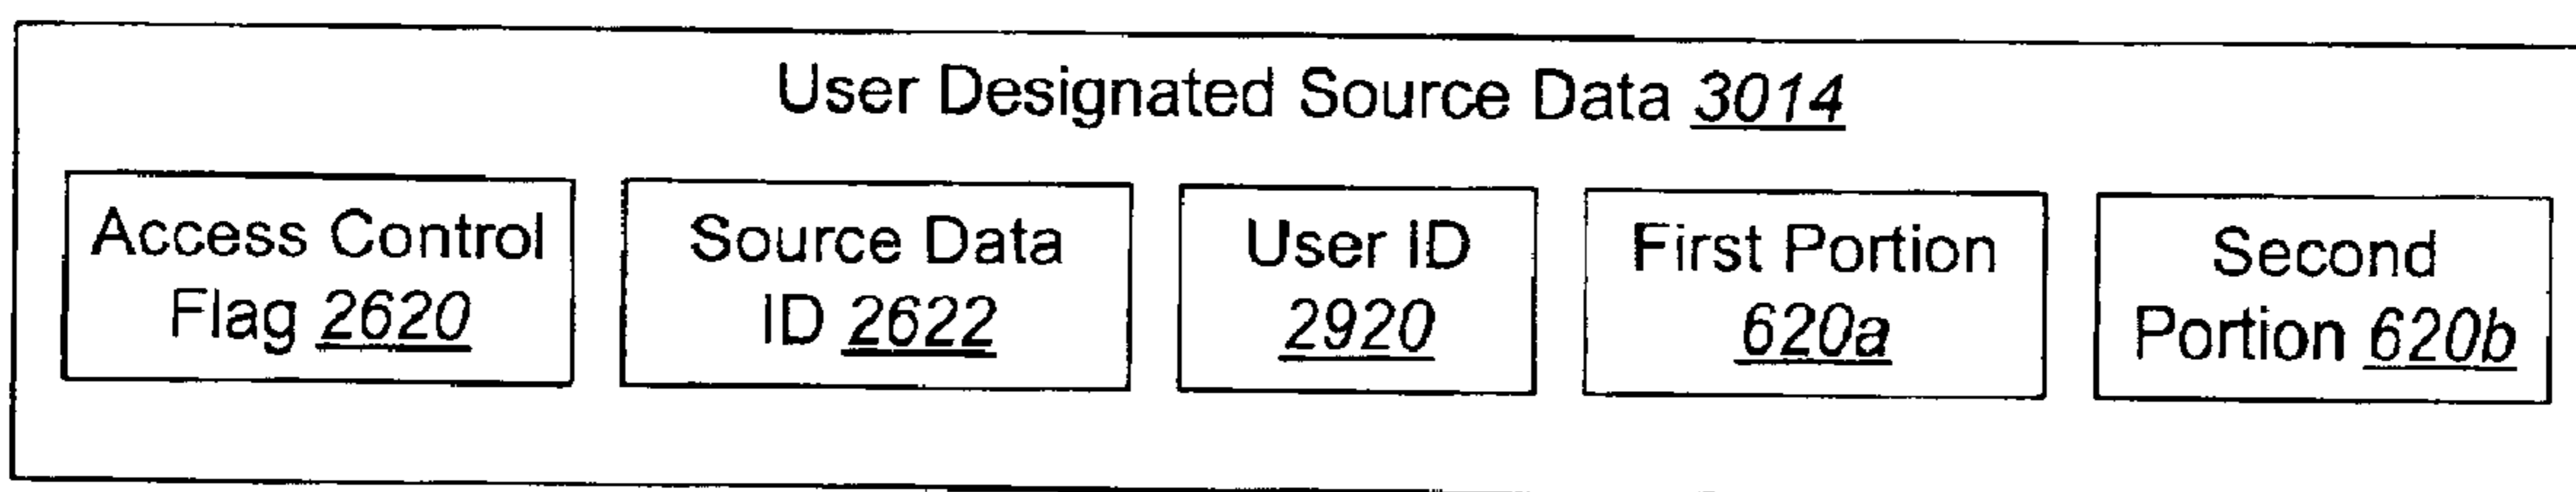 User Designated Source Data 3014
Access Control
Flag 2620
Source Data
ID 2622
User ID
2920
First Portion
620a
Second
Portion 620b